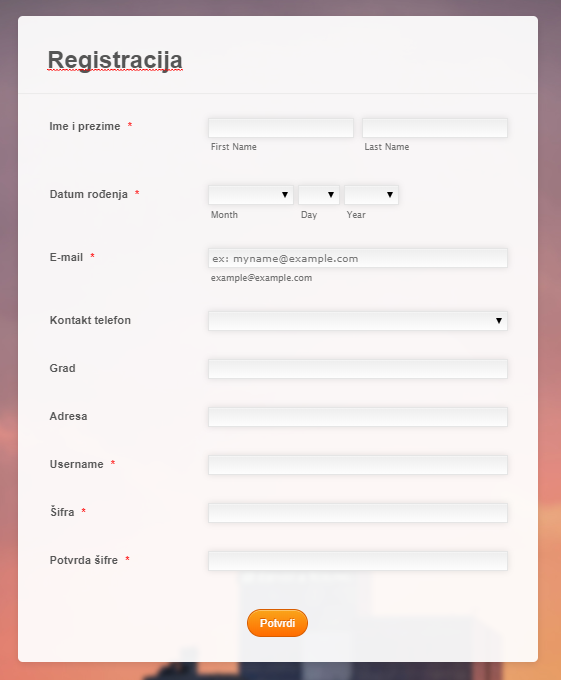 Registracija
Ime i prezime *
First Name Last Name
Datum rođenja *
Month Day Year
E-mail * ex: myname@example.com
example@example.com
Kontakt telefon
Grad
Adresa
Username *
Šifra *
Potvrda šifre *
Potvrdi